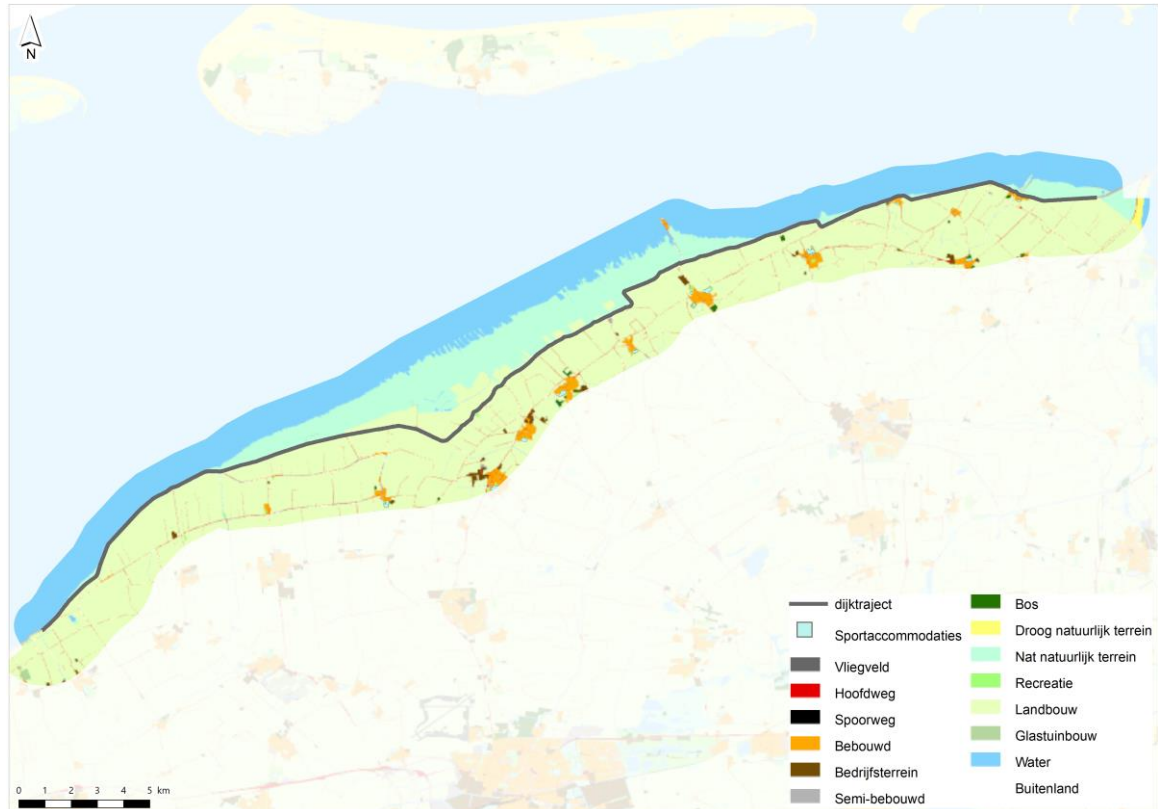 N
dijktraject
Sportaccommodaties
Vliegveld
Hoofdweg
Spoorweg
Bebouwd
Bedrijfsterrein
Semi-bebouwd
Bos
Droog natuurlijk terrein
Nat natuurlijk terrein
Recreatie
Landbouw
Glastuinbouw
Water
Buitenland
0 1 2 3 4 5 km